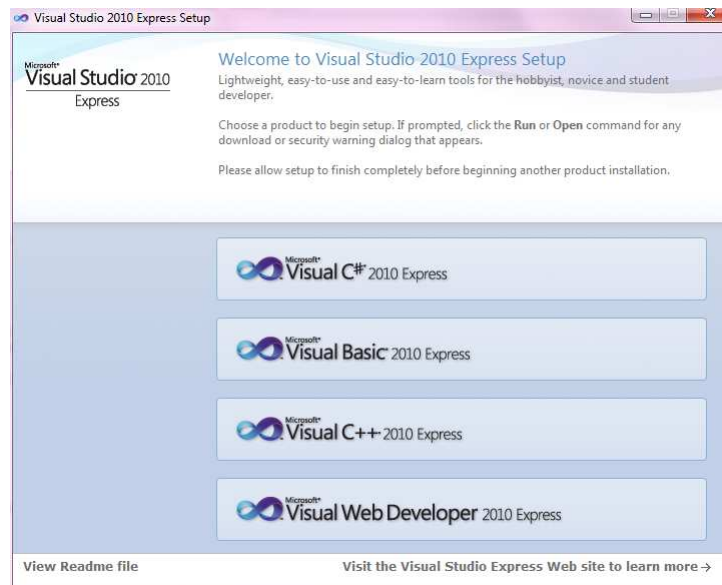 Visual Studio 2010 Express Setup
Microsoft®
Visual Studio® 2010
Express
Welcome to Visual Studio 2010 Express Setup
Lightweight, easy-to-use and easy-to-learn tools for the hobbyist, novice and student
developer.
Choose a product to begin setup. If prompted, click the Run or Open command for any
download or security warning dialog that appears.
Please allow setup to finish completely before beginning another product installation.
Microsoft®
Visual C# 2010 Express
Microsoft®
Visual Basic® 2010 Express
Microsoft®
Visual C++ 2010 Express
Microsoft®
Visual Web Developer 2010 Express
View Readme file
Visit the Visual Studio Express Web site to learn more →